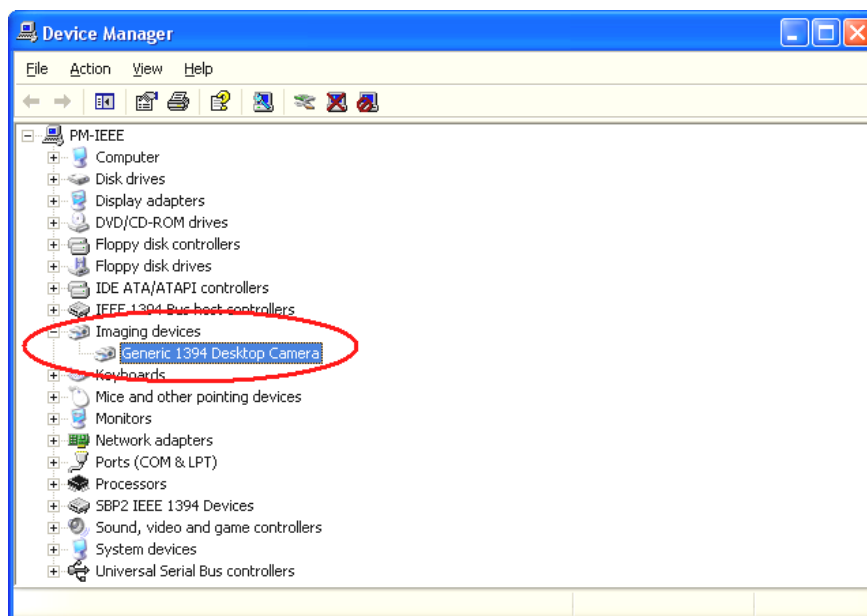 Device Manager
File Action View Help
PM-IEEE
Computer
Disk drives
Display adapters
DVD/CD-ROM drives
Floppy disk controllers
Floppy disk drives
IDE ATA/ATAPI controllers
IEEE 1394 Bus host controllers
Imaging devices
Generic 1394 Desktop Camera
Keyboards
Mice and other pointing devices
Monitors
Network adapters
Ports (COM & LPT)
Processors
SBP2 IEEE 1394 Devices
Sound, video and game controllers
System devices
Universal Serial Bus controllers